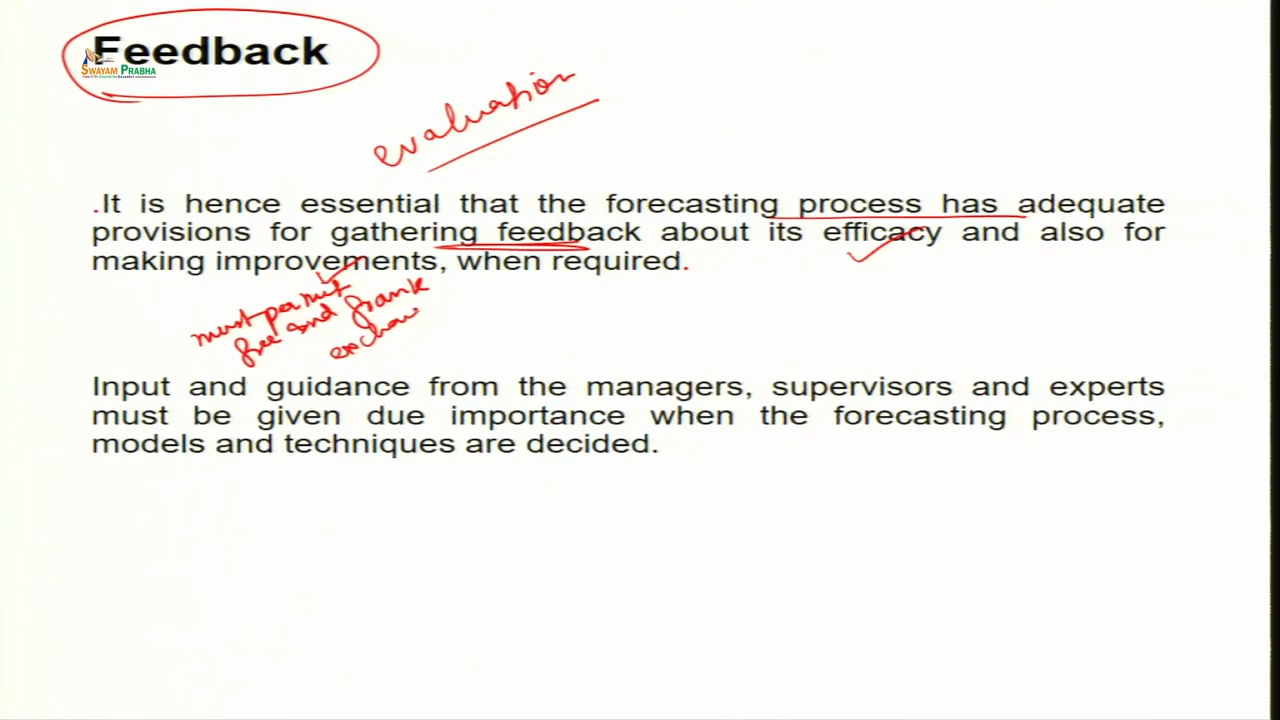 Feedback
SWAYAM PRABHA
evaluation
.It is hence essential that the forecasting process has adequate
provisions for gathering feedback about its efficacy and also for
making improvements, when required.
must permit
free and frank
Input and guidance from the managers, supervisors and experts
must be given due importance when the forecasting process,
models and techniques are decided.